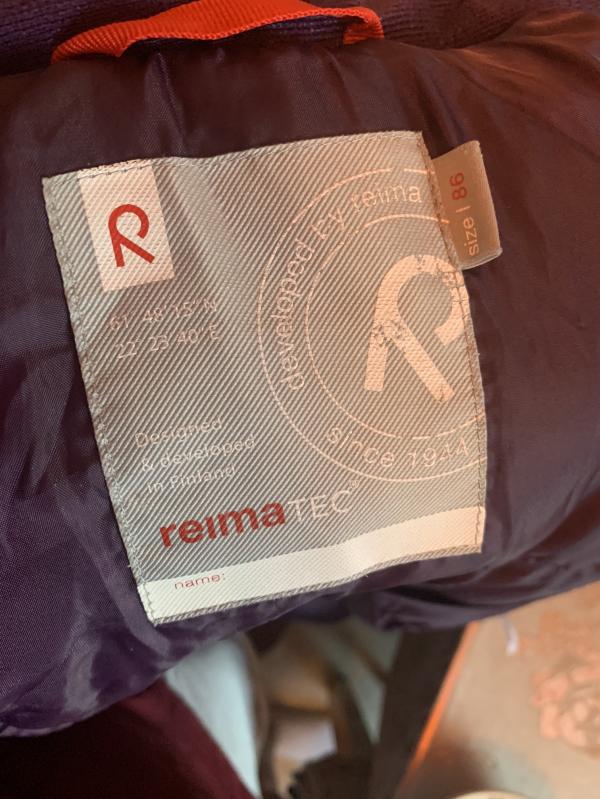 developed by reima
since 1944
size | 86
61° 48'15"N
22° 23'40"E
Designed
& developed
in Finland
reimaTEC®
name: